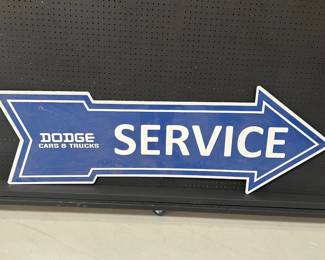 DODGE
CARS & TRUCKS
SERVICE